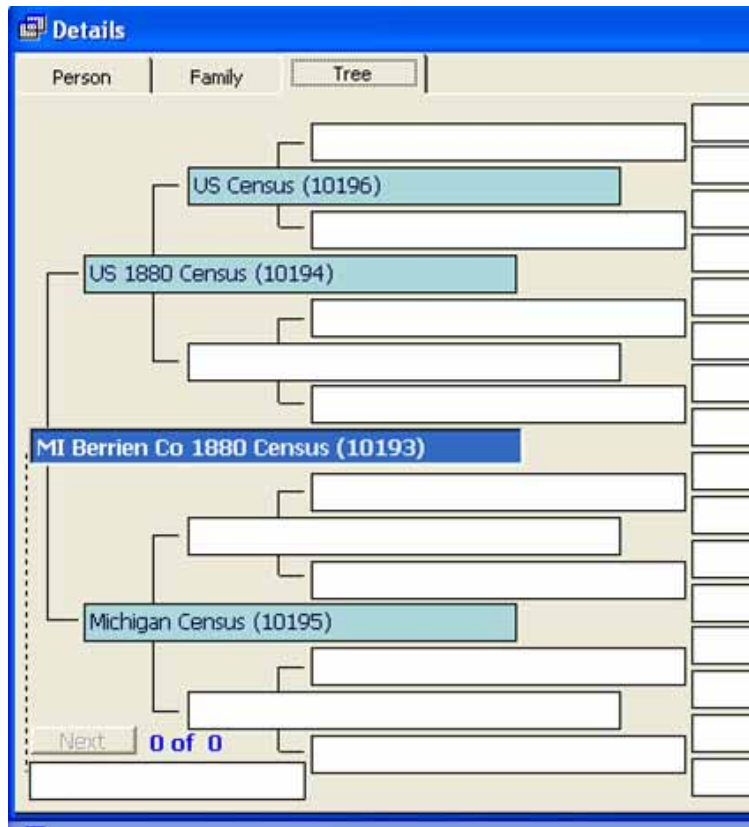 Details
Person Family Tree
US Census (10196)
US 1880 Census (10194)
MI Berrien Co 1880 Census (10193)
Michigan Census (10195)
Next 0 of 0